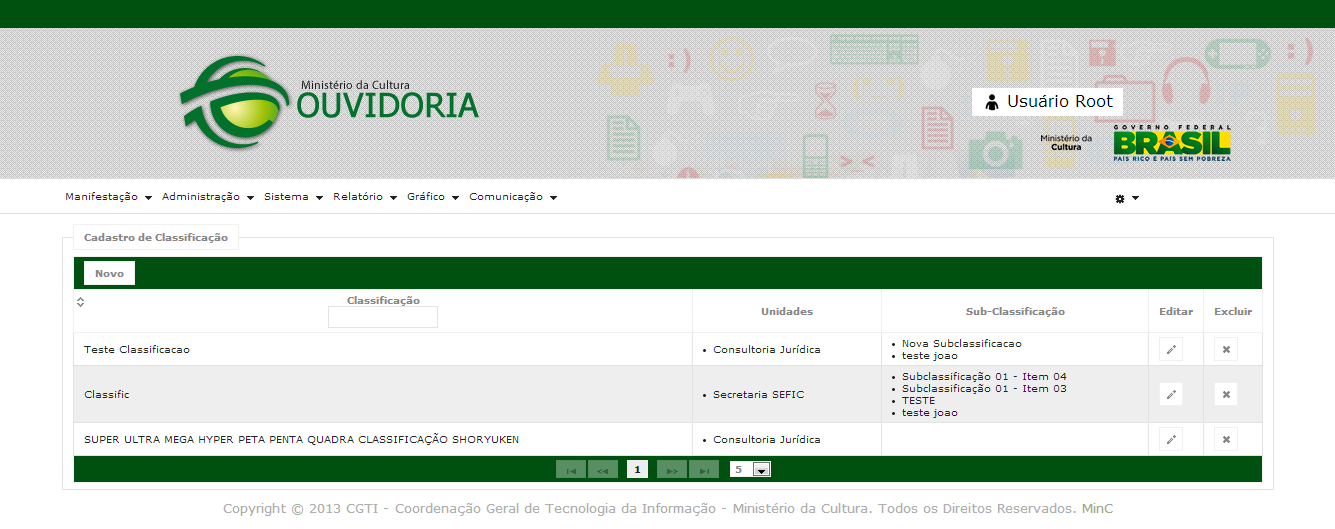 Ministério da Cultura
OUVIDORIA
:)
:)
>_<
Usuário Root
Ministério da
Cultura
GOVERNO FEDERAL
BRASIL
PAÍS RICO É PAÍS SEM POBREZA
Manifestação Administração Sistema Relatório Gráfico Comunicação
Cadastro de Classificação
Novo
Classificação Unidades Sub-Classificação Editar Excluir
Teste Classificacao • Consultoria Jurídica • Nova Subclassificacao
• teste joao
Classific • Secretaria SEFIC • Subclassificação 01 - Item 04
• Subclassificação 01 - Item 03
• TESTE
• teste joao
SUPER ULTRA MEGA HYPER PETA PENTA QUADRA CLASSIFICAÇÃO SHORYUKEN • Consultoria Jurídica
1 5
Copyright © 2013 CGTI - Coordenação Geral de Tecnologia da Informação - Ministério da Cultura. Todos os Direitos Reservados. MinC